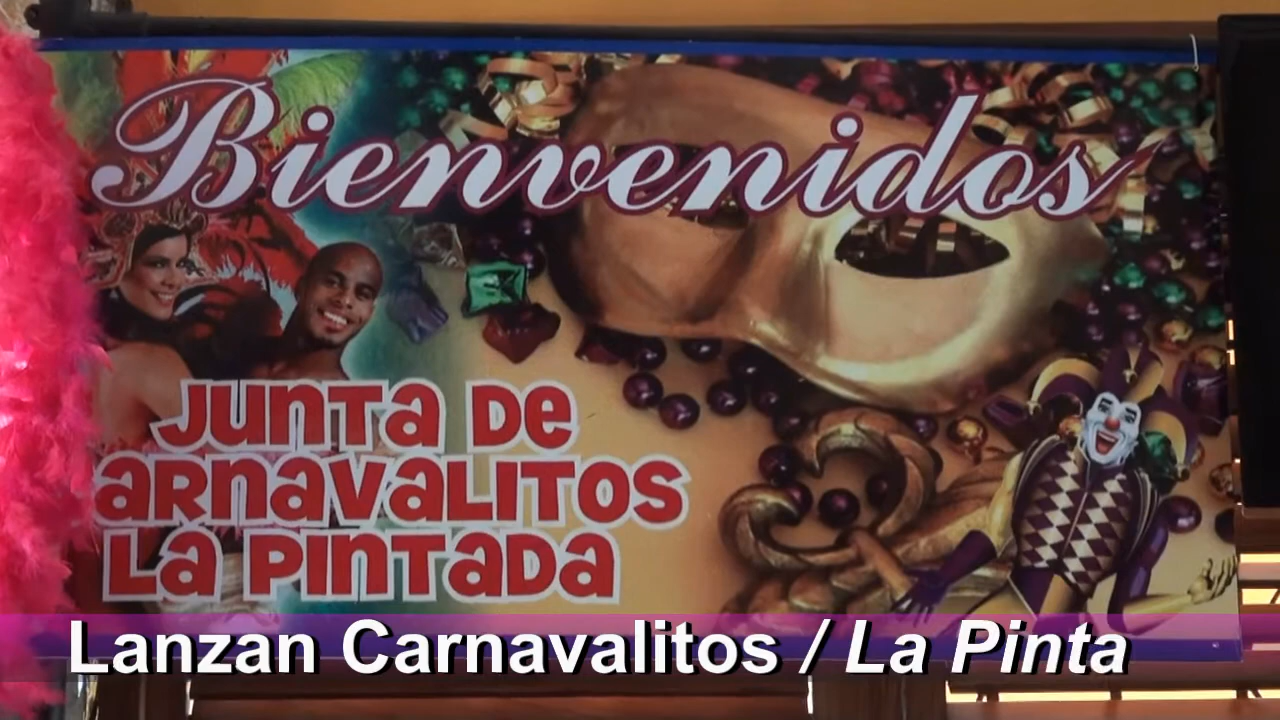 Bienvenidos
JUNTA DE
ARNAVALITOS
LA PINTADA
Lanzan Carnavalitos / La Pinta